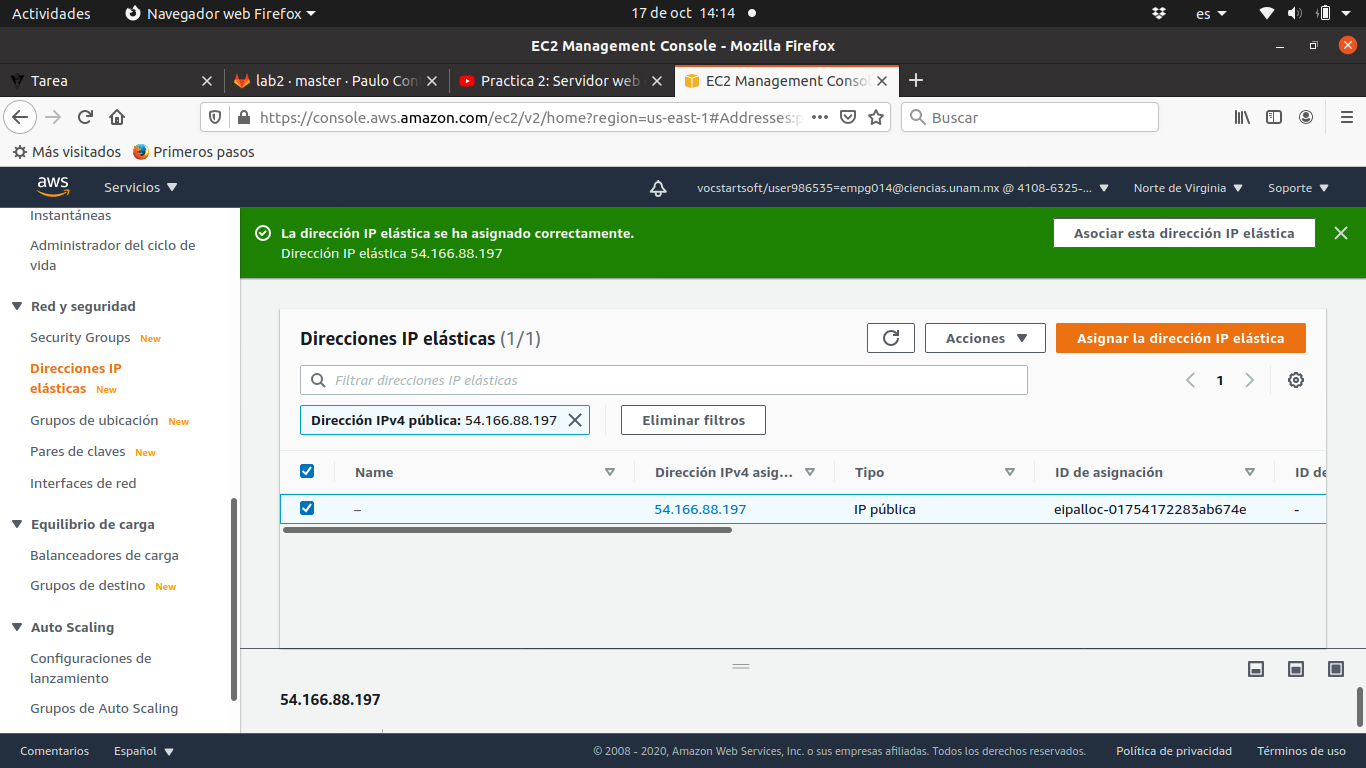 Actividades
Navegador web Firefox
17 de oct 14:14
es
EC2 Management Console - Mozilla Firefox
Tarea
lab2 · master · Paulo Con
Practica 2: Servidor web
EC2 Management Consol
https://console.aws.amazon.com/ec2/v2/home?region=us-east-1#Addresses:p
Buscar
Más visitados
Primeros pasos
aws
Servicios
vocstartsoft/user986535=empg014@ciencias.unam.mx @ 4108-6325-...
Norte de Virginia
Soporte
Instantáneas
Administrador del ciclo de
vida
Red y seguridad
Security Groups New
Direcciones IP
elásticas New
Grupos de ubicación New
Pares de claves New
Interfaces de red
Equilibrio de carga
Balanceadores de carga
Grupos de destino New
Auto Scaling
Configuraciones de
lanzamiento
Grupos de Auto Scaling
La dirección IP elástica se ha asignado correctamente.
Dirección IP elástica 54.166.88.197
Asociar esta dirección IP elástica
Direcciones IP elásticas (1/1)
Acciones
Asignar la dirección IP elástica
Filtrar direcciones IP elásticas
1
Dirección IPv4 pública: 54.166.88.197
Eliminar filtros
Name
Dirección IPv4 asig...
Tipo
ID de asignación
ID de
–
54.166.88.197
IP pública
eipalloc-01754172283ab674e
-
54.166.88.197
Comentarios
Español
© 2008 - 2020, Amazon Web Services, Inc. o sus empresas afiliadas. Todos los derechos reservados.
Política de privacidad
Términos de uso